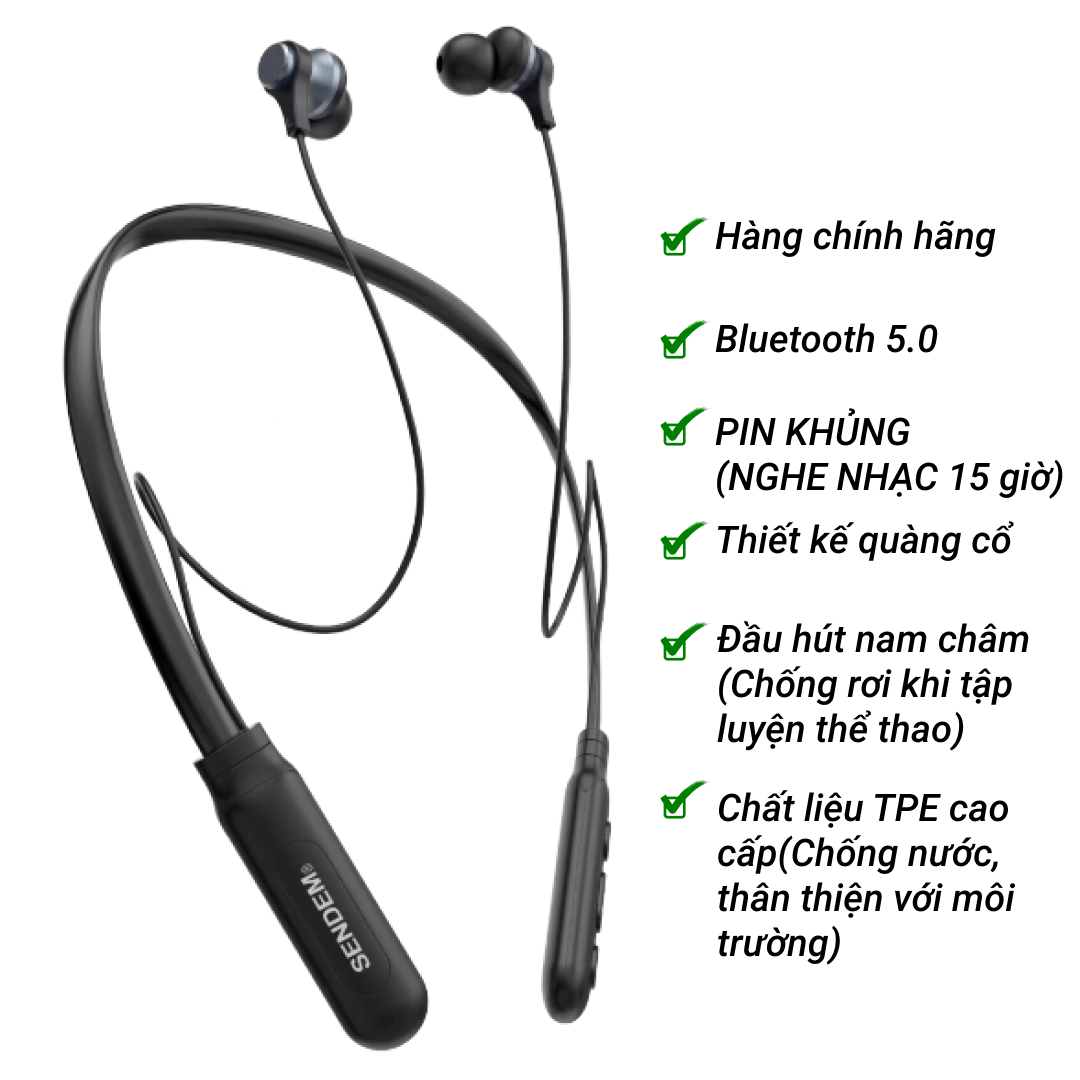 Hàng chính hãng
Bluetooth 5.0
PIN KHỦNG
(NGHE NHẠC 15 giờ)
Thiết kế quàng cổ
Đầu hút nam châm
(Chống rơi khi tập
luyện thể thao)
Chất liệu TPE cao
cấp(Chống nước,
thân thiện với môi
trường)
SENDEM®